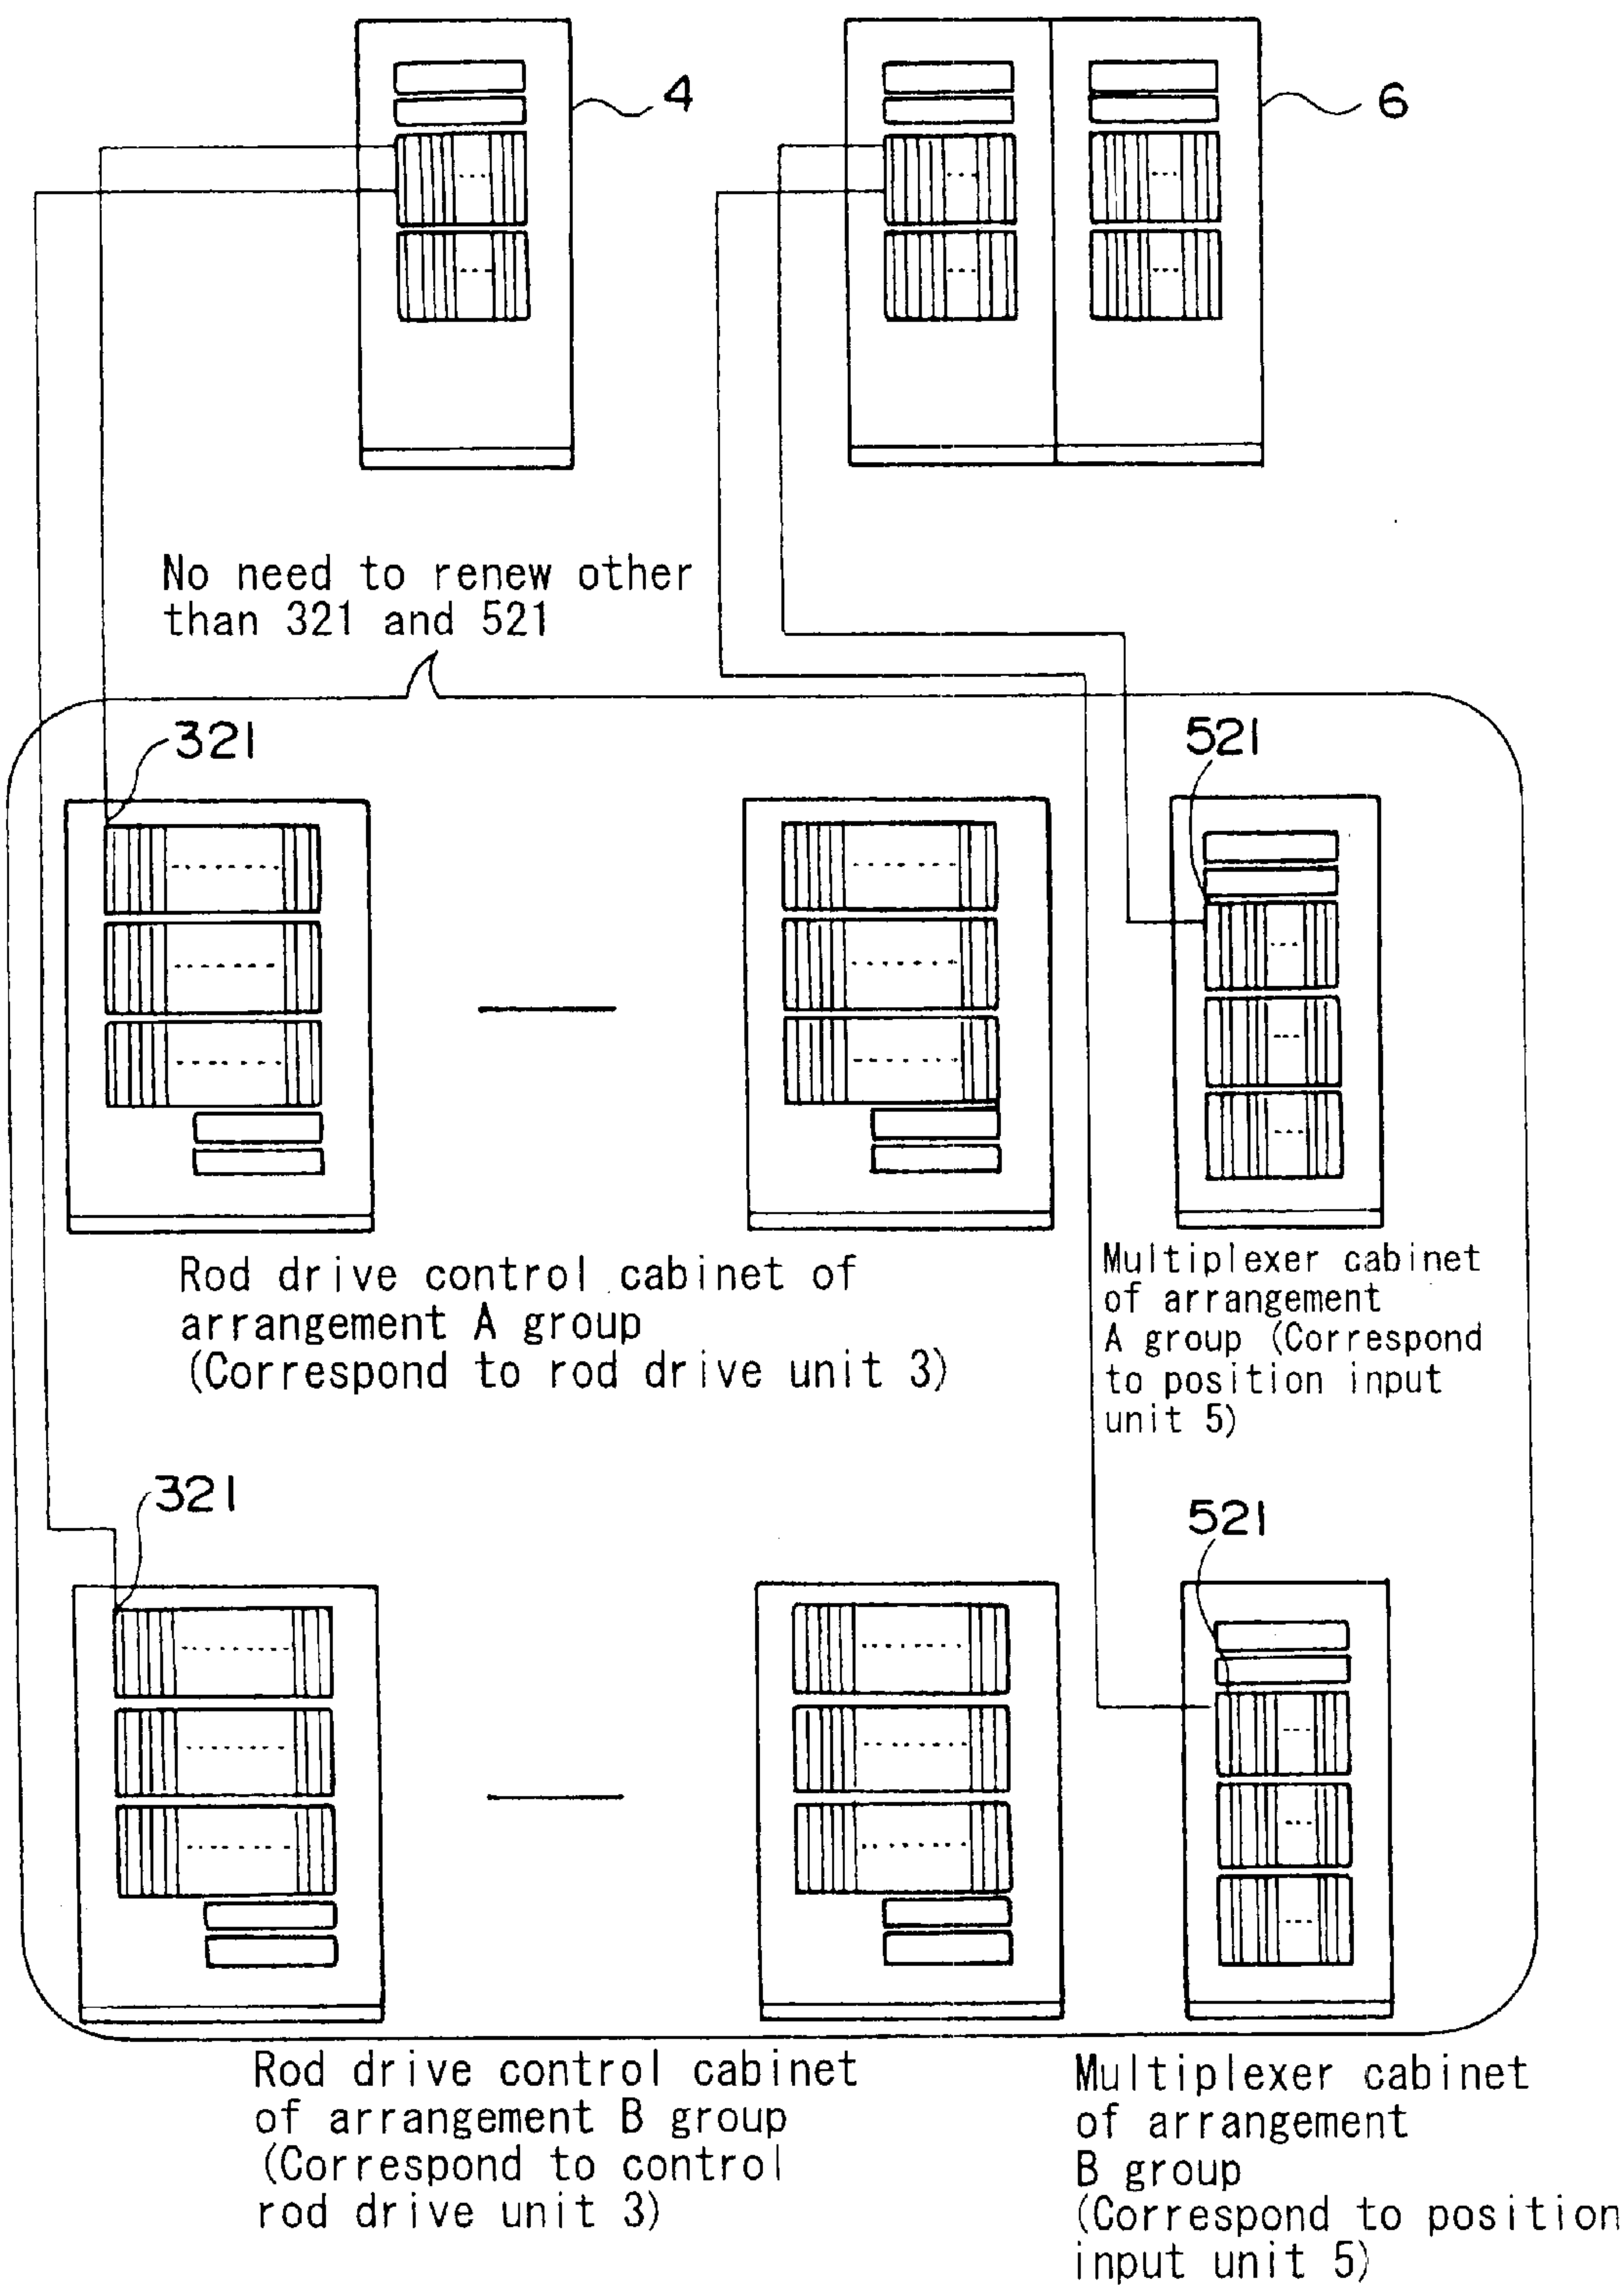 4
6
No need to renew other
than 321 and 521
321
521
Rod drive control cabinet of
arrangement A group
(Correspond to rod drive unit 3)
Multiplexer cabinet
of arrangement
A group (Correspond
to position input
unit 5)
321
521
Rod drive control cabinet
of arrangement B group
(Correspond to control
rod drive unit 3)
Multiplexer cabinet
of arrangement
B group
(Correspond to position
input unit 5)